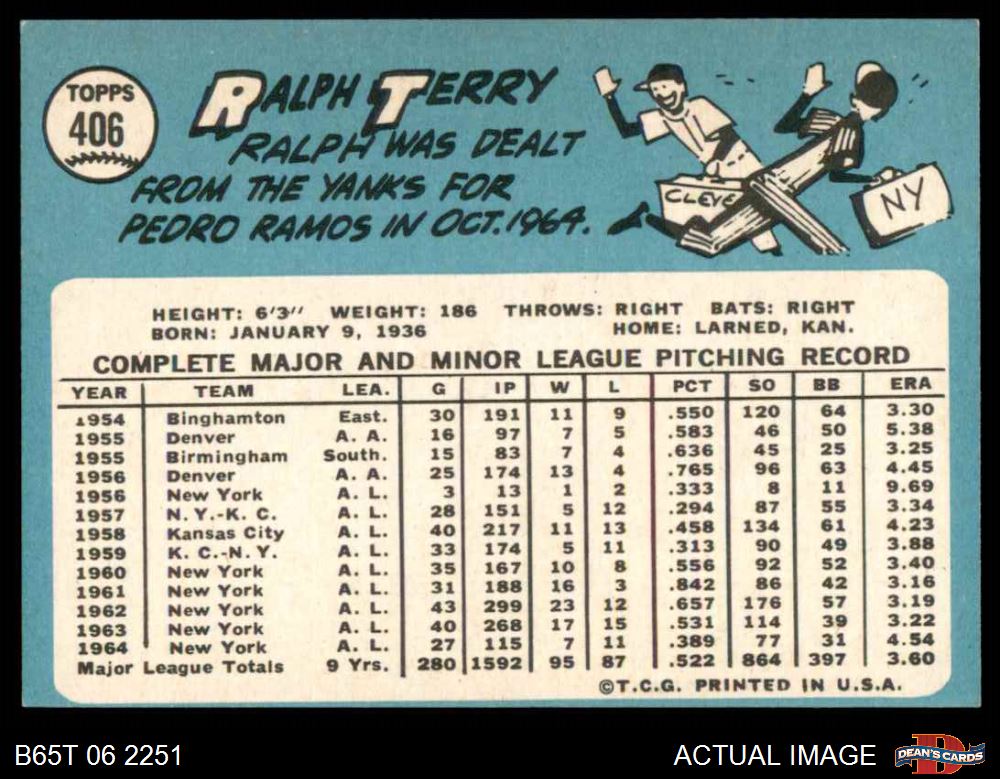 TOPPS
406
RALPH TERRY
RALPH WAS DEALT
FROM THE YANKS FOR
PEDRO RAMOS IN OCT. 1964.
CLEVE
NY
HEIGHT: 6'3" WEIGHT: 186 THROWS: RIGHT BATS: RIGHT
BORN: JANUARY 9, 1936 HOME: LARNED, KAN.
COMPLETE MAJOR AND MINOR LEAGUE PITCHING RECORD
YEAR TEAM LEA. G IP W L PCT SO BB ERA
1954 Binghamton East. 30 191 11 9 .550 120 64 3.30
1955 Denver A. A. 16 97 7 5 .583 46 50 5.38
1955 Birmingham South. 15 83 7 4 .636 45 25 3.25
1956 Denver A. A. 25 174 13 4 .765 96 63 4.45
1956 New York A. L. 3 13 1 2 .333 8 11 9.69
1957 N. Y.-K. C. A. L. 28 151 5 12 .294 87 55 3.34
1958 Kansas City A. L. 40 217 11 13 .458 134 61 4.23
1959 K. C.-N. Y. A. L. 33 174 5 11 .313 90 49 3.88
1960 New York A. L. 35 167 10 8 .556 92 52 3.40
1961 New York A. L. 31 188 16 3 .842 86 42 3.16
1962 New York A. L. 43 299 23 12 .657 176 57 3.19
1963 New York A. L. 40 268 17 15 .531 114 39 3.22
1964 New York A. L. 27 115 7 11 .389 77 31 4.54
Major League Totals 9 Yrs. 280 1592 95 87 .522 864 397 3.60
©T.C.G. PRINTED IN U.S.A.
B65T 06 2251 ACTUAL IMAGE DEAN'S CARDS